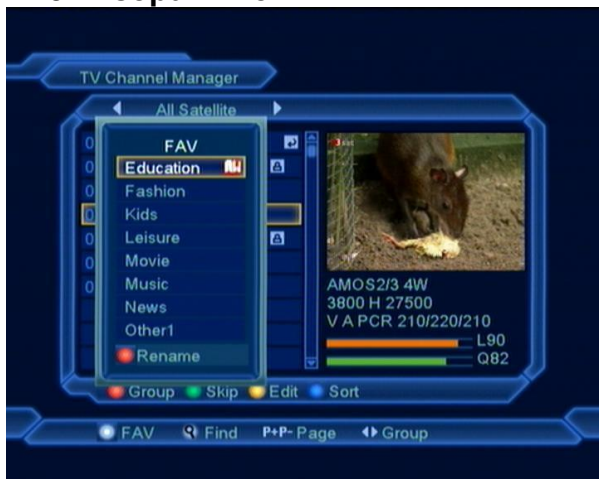 TV Channel Manager
All Satellite
FAV
Education
Fashion
Kids
Leisure
Movie
Music
News
Other1
Rename
AMOS2/3 4W
3800 H 27500
V A PCR 210/220/210
L90
Q82
Group Skip Edit Sort
FAV Find P+P- Page Group